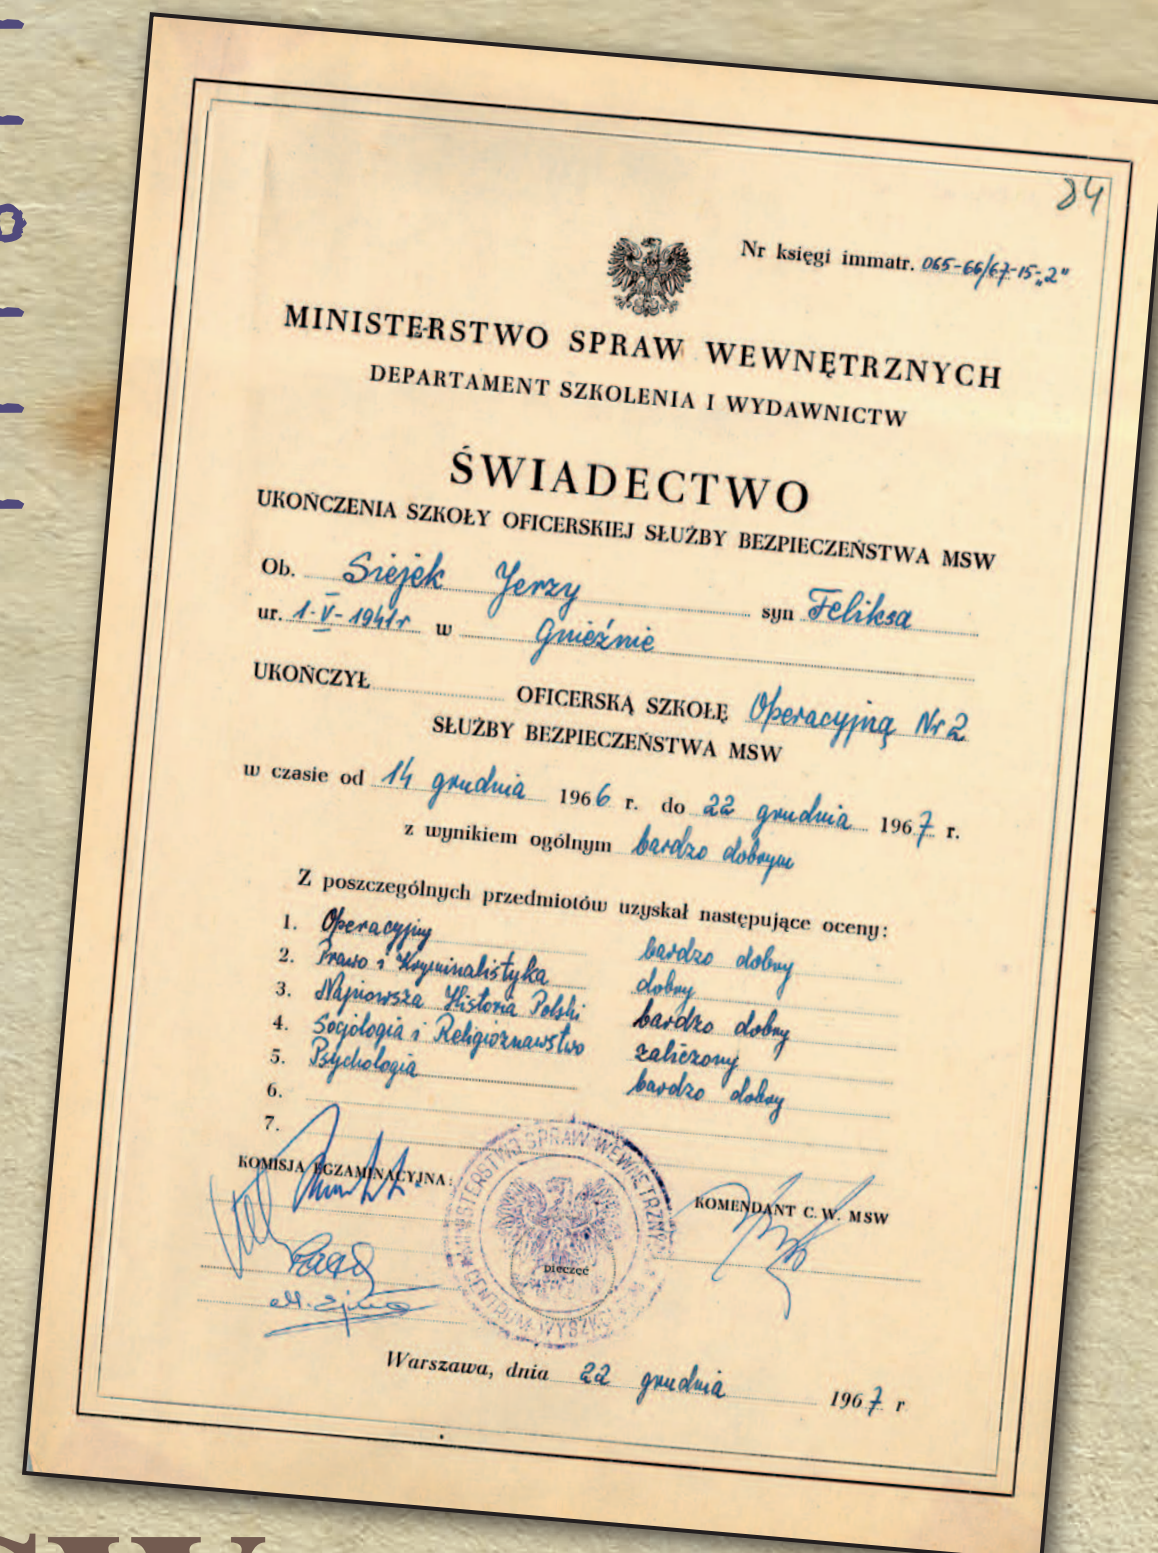 84
Nr księgi immatr. 065-66/67-15-„2"
MINISTERSTWO SPRAW WEWNĘTRZNYCH
DEPARTAMENT SZKOLENIA I WYDAWNICTW
ŚWIADECTWO
UKOŃCZENIA SZKOŁY OFICERSKIEJ SŁUŻBY BEZPIECZEŃSTWA MSW
Ob. Siejek Jerzy syn Feliksa
ur. 1-V-1941r w Gnieźnie
UKOŃCZYŁ OFICERSKĄ SZKOŁĘ Operacyjną Nr 2
SŁUŻBY BEZPIECZEŃSTWA MSW
w czasie od 14 grudnia 1966 r. do 22 grudnia 1967 r.
z wynikiem ogólnym bardzo dobrym
Z poszczególnych przedmiotów uzyskał następujące oceny:
1. Operacyjny bardzo dobry
2. Prawo i Kryminalistyka dobry
3. Najnowsza Historia Polski bardzo dobry
4. Socjologia i Religioznawstwo zaliczony
5. Psychologia bardzo dobry
6.
7.
KOMISJA EGZAMINACYJNA:
KOMENDANT C. W. MSW
MINISTERSTWO SPRAW WEWNĘTRZNYCH
pieczęć
CENTRUM
Warszawa, dnia 22 grudnia 1967 r